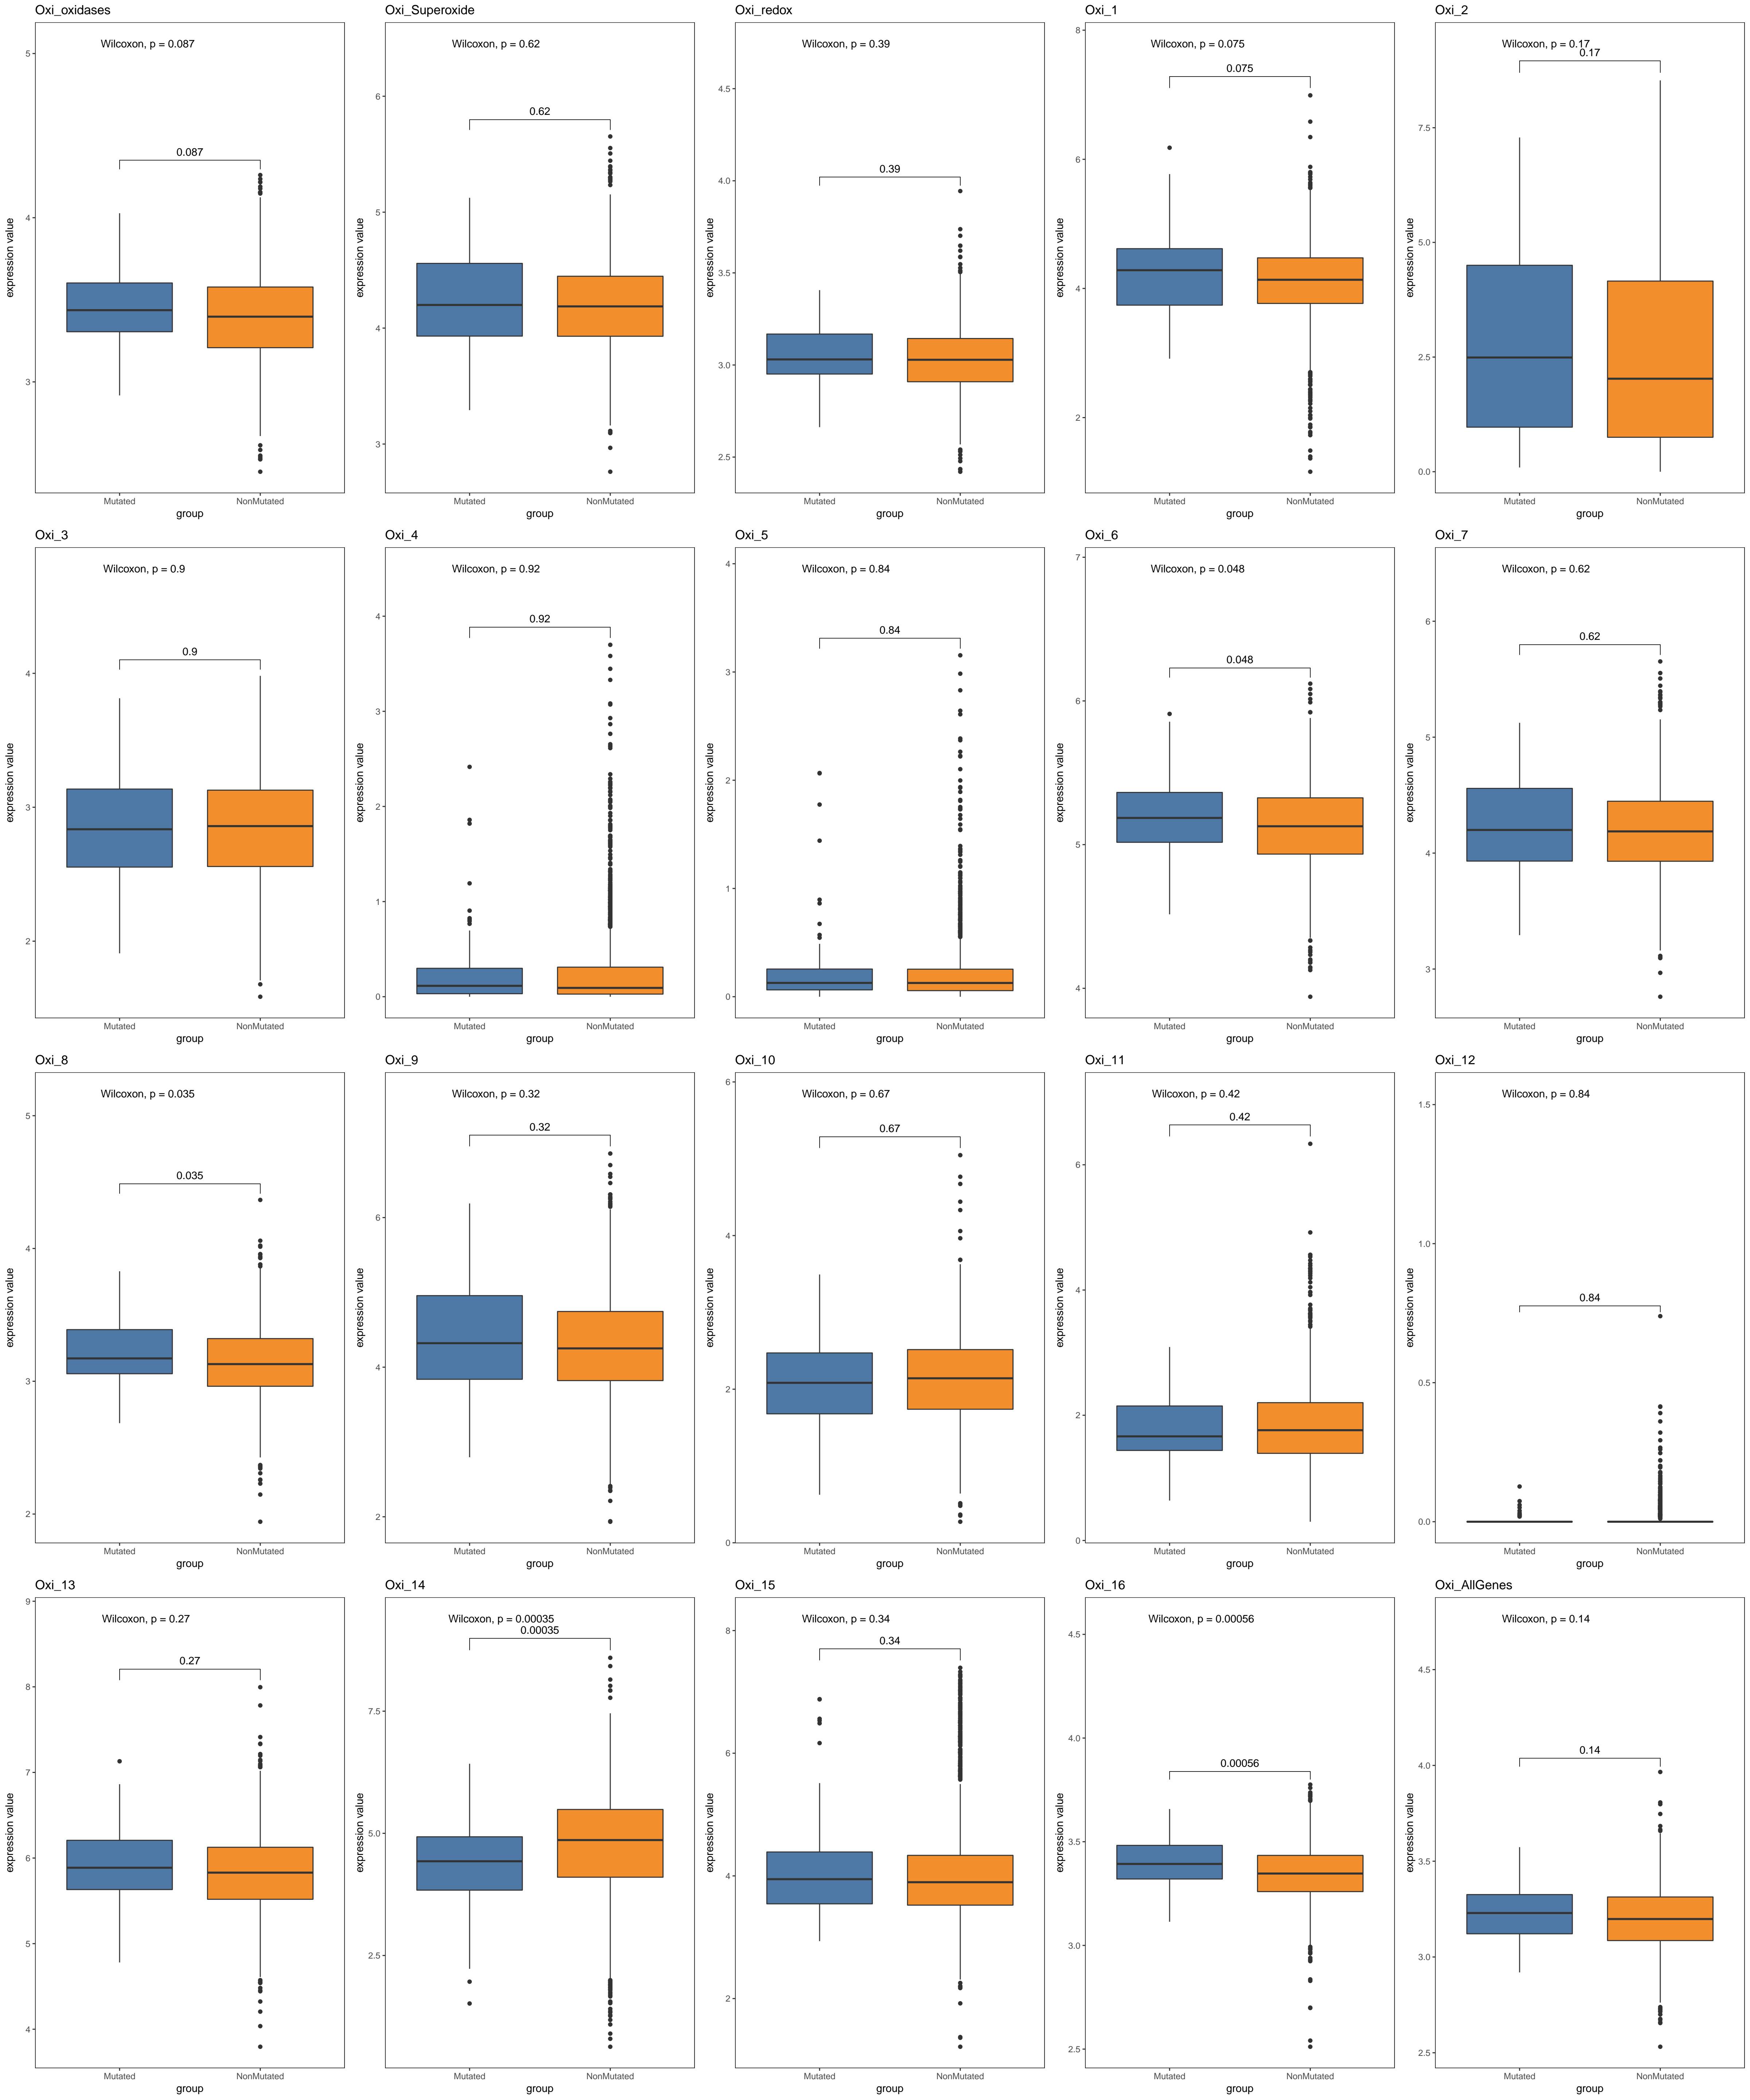 Oxi_oxidases
Wilcoxon, p = 0.087
0.087
5
4
3
expression value
Mutated
NonMutated
group
Oxi_Superoxide
Wilcoxon, p = 0.62
0.62
6
5
4
3
expression value
Mutated
NonMutated
group
Oxi_redox
Wilcoxon, p = 0.39
0.39
4.5
4.0
3.5
3.0
2.5
expression value
Mutated
NonMutated
group
Oxi_1
Wilcoxon, p = 0.075
0.075
8
6
4
2
expression value
Mutated
NonMutated
group
Oxi_2
Wilcoxon, p = 0.17
0.17
7.5
5.0
2.5
0.0
expression value
Mutated
NonMutated
group
Oxi_3
Wilcoxon, p = 0.9
0.9
4
3
2
expression value
Mutated
NonMutated
group
Oxi_4
Wilcoxon, p = 0.92
0.92
4
3
2
1
0
expression value
Mutated
NonMutated
group
Oxi_5
Wilcoxon, p = 0.84
0.84
4
3
2
1
0
expression value
Mutated
NonMutated
group
Oxi_6
Wilcoxon, p = 0.048
0.048
7
6
5
4
expression value
Mutated
NonMutated
group
Oxi_7
Wilcoxon, p = 0.62
0.62
6
5
4
3
expression value
Mutated
NonMutated
group
Oxi_8
Wilcoxon, p = 0.035
0.035
5
4
3
2
expression value
Mutated
NonMutated
group
Oxi_9
Wilcoxon, p = 0.32
0.32
6
4
2
expression value
Mutated
NonMutated
group
Oxi_10
Wilcoxon, p = 0.67
0.67
6
4
2
0
expression value
Mutated
NonMutated
group
Oxi_11
Wilcoxon, p = 0.42
0.42
6
4
2
0
expression value
Mutated
NonMutated
group
Oxi_12
Wilcoxon, p = 0.84
0.84
1.5
1.0
0.5
0.0
expression value
Mutated
NonMutated
group
Oxi_13
Wilcoxon, p = 0.27
0.27
9
8
7
6
5
4
expression value
Mutated
NonMutated
group
Oxi_14
Wilcoxon, p = 0.00035
0.00035
7.5
5.0
2.5
expression value
Mutated
NonMutated
group
Oxi_15
Wilcoxon, p = 0.34
0.34
8
6
4
2
expression value
Mutated
NonMutated
group
Oxi_16
Wilcoxon, p = 0.00056
0.00056
4.5
4.0
3.5
3.0
2.5
expression value
Mutated
NonMutated
group
Oxi_AllGenes
Wilcoxon, p = 0.14
0.14
4.5
4.0
3.5
3.0
2.5
expression value
Mutated
NonMutated
group